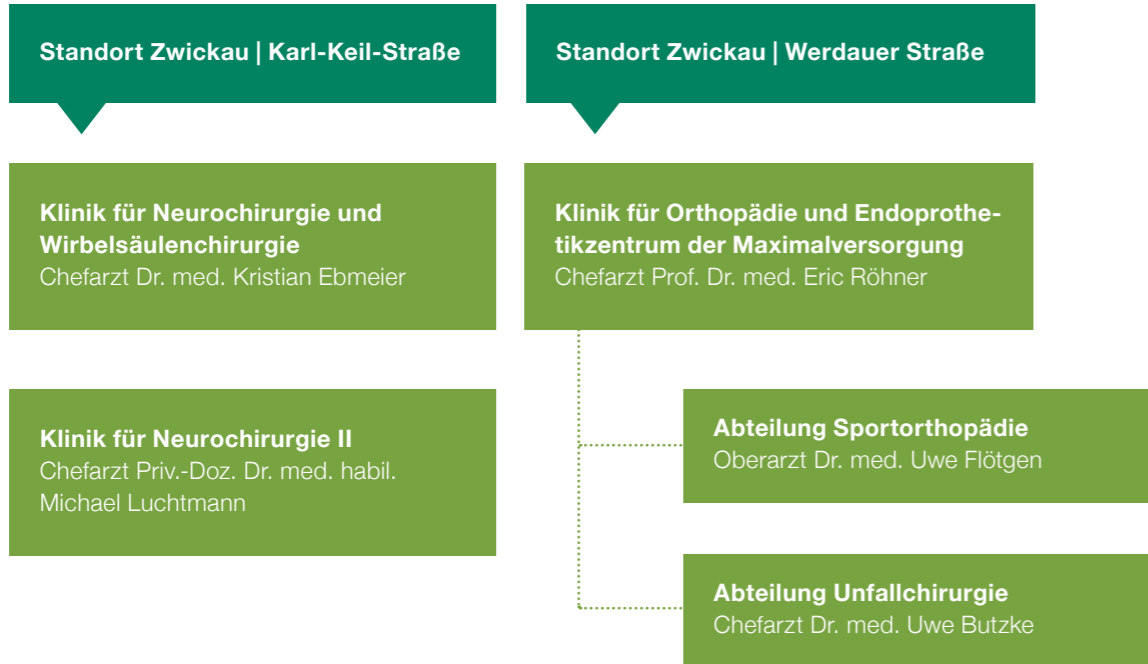 Standort Zwickau | Karl-Keil-Straße
Klinik für Neurochirurgie und
Wirbelsäulenchirurgie
Chefarzt Dr. med. Kristian Ebmeier
Klinik für Neurochirurgie II
Chefarzt Priv.-Doz. Dr. med. habil.
Michael Luchtmann
Standort Zwickau | Werdauer Straße
Klinik für Orthopädie und Endoprothe-
tikzentrum der Maximalversorgung
Chefarzt Prof. Dr. med. Eric Röhner
Abteilung Sportorthopädie
Oberarzt Dr. med. Uwe Flötgen
Abteilung Unfallchirurgie
Chefarzt Dr. med. Uwe Butzke